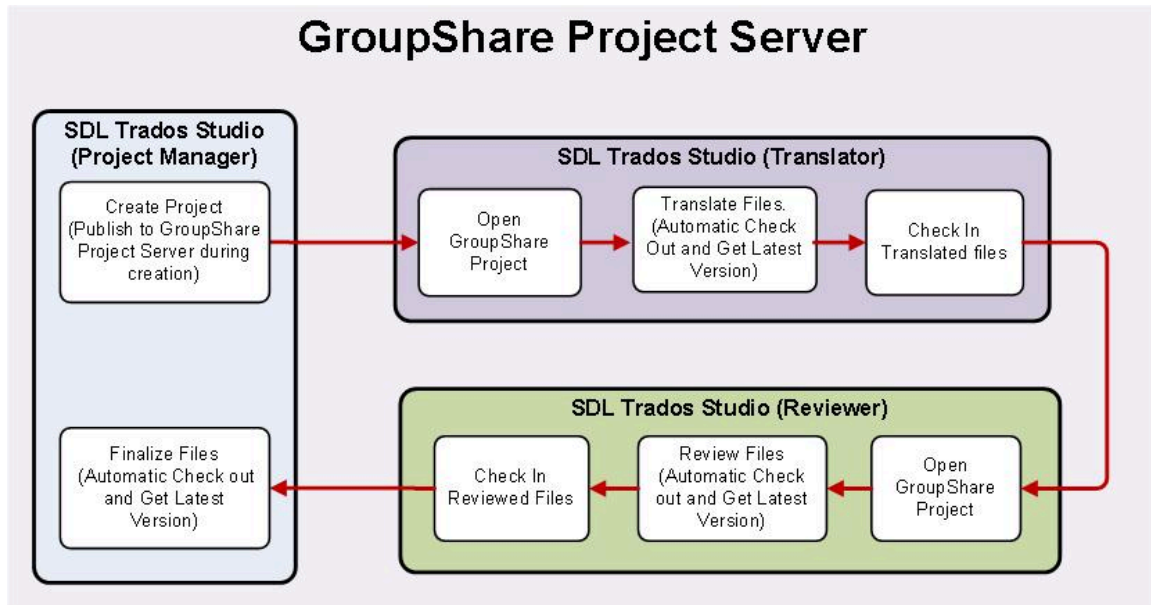 GroupShare Project Server
SDL Trados Studio
(Project Manager)
Create Project
(Publish to GroupShare
Project Server during
creation)
SDL Trados Studio (Translator)
Open
GroupShare
Project
Translate Files.
(Automatic Check
Out and Get Latest
Version)
Check In
Translated files
SDL Trados Studio (Reviewer)
Open
GroupShare
Project
Review Files
(Automatic Check
out and Get Latest
Version)
Check In
Reviewed Files
Finalize Files
(Automatic Check out
and Get Latest
Version)